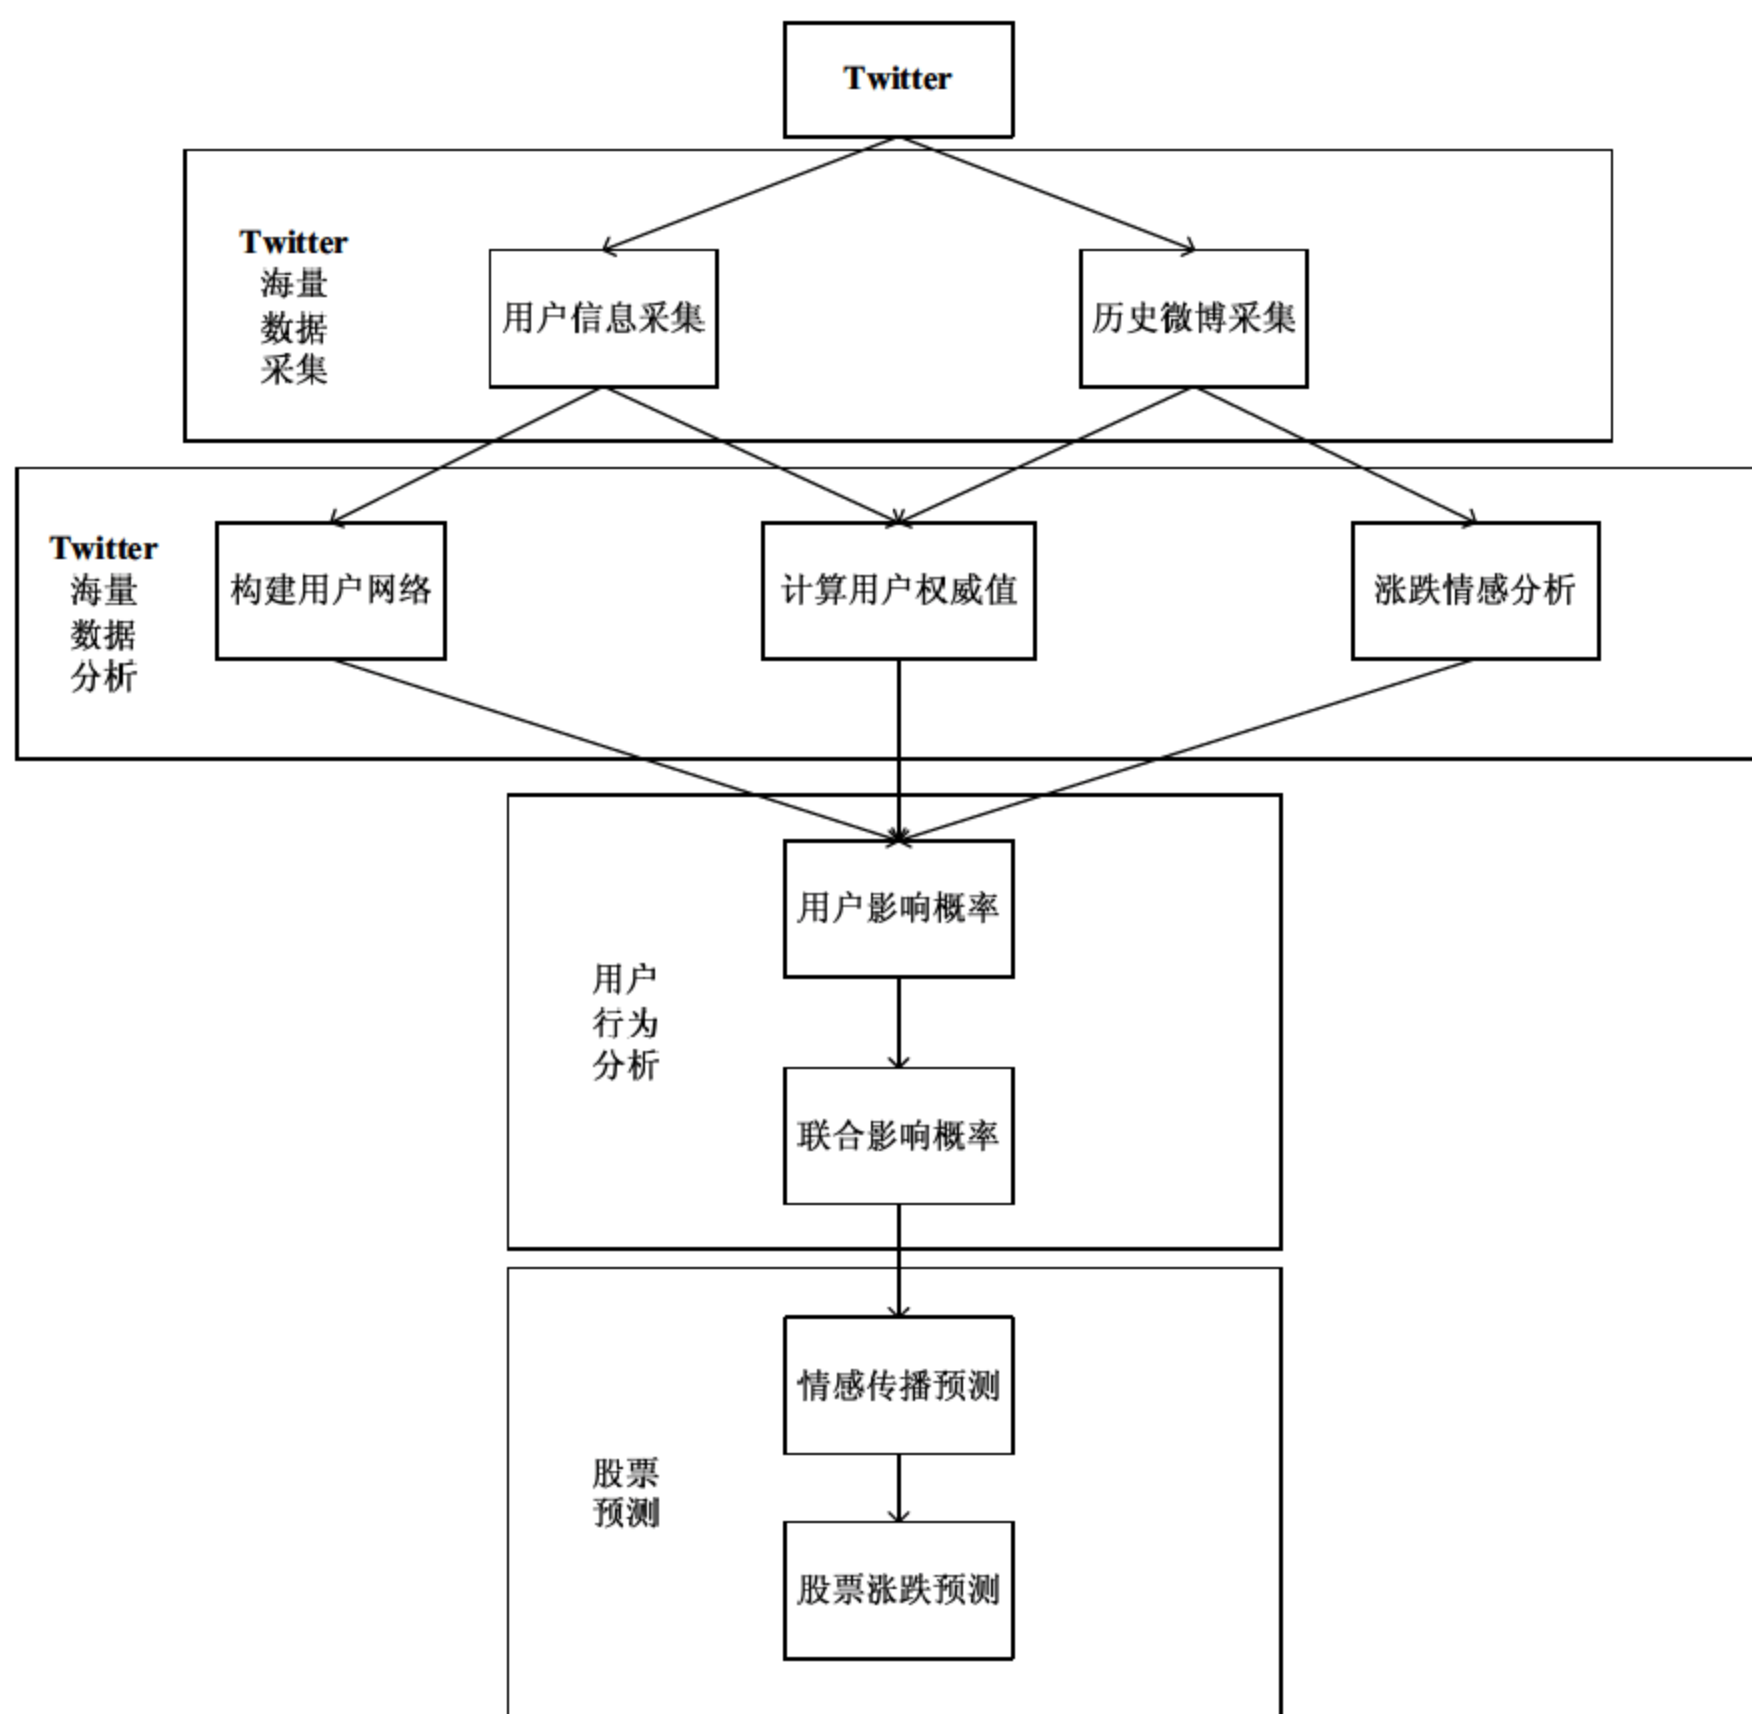 Twitter
Twitter
海量
数据
采集
用户信息采集
历史微博采集
Twitter
海量
数据
分析
构建用户网络
计算用户权威值
涨跌情感分析
用户影响概率
用户
行为
分析
联合影响概率
情感传播预测
股票
预测
股票涨跌预测